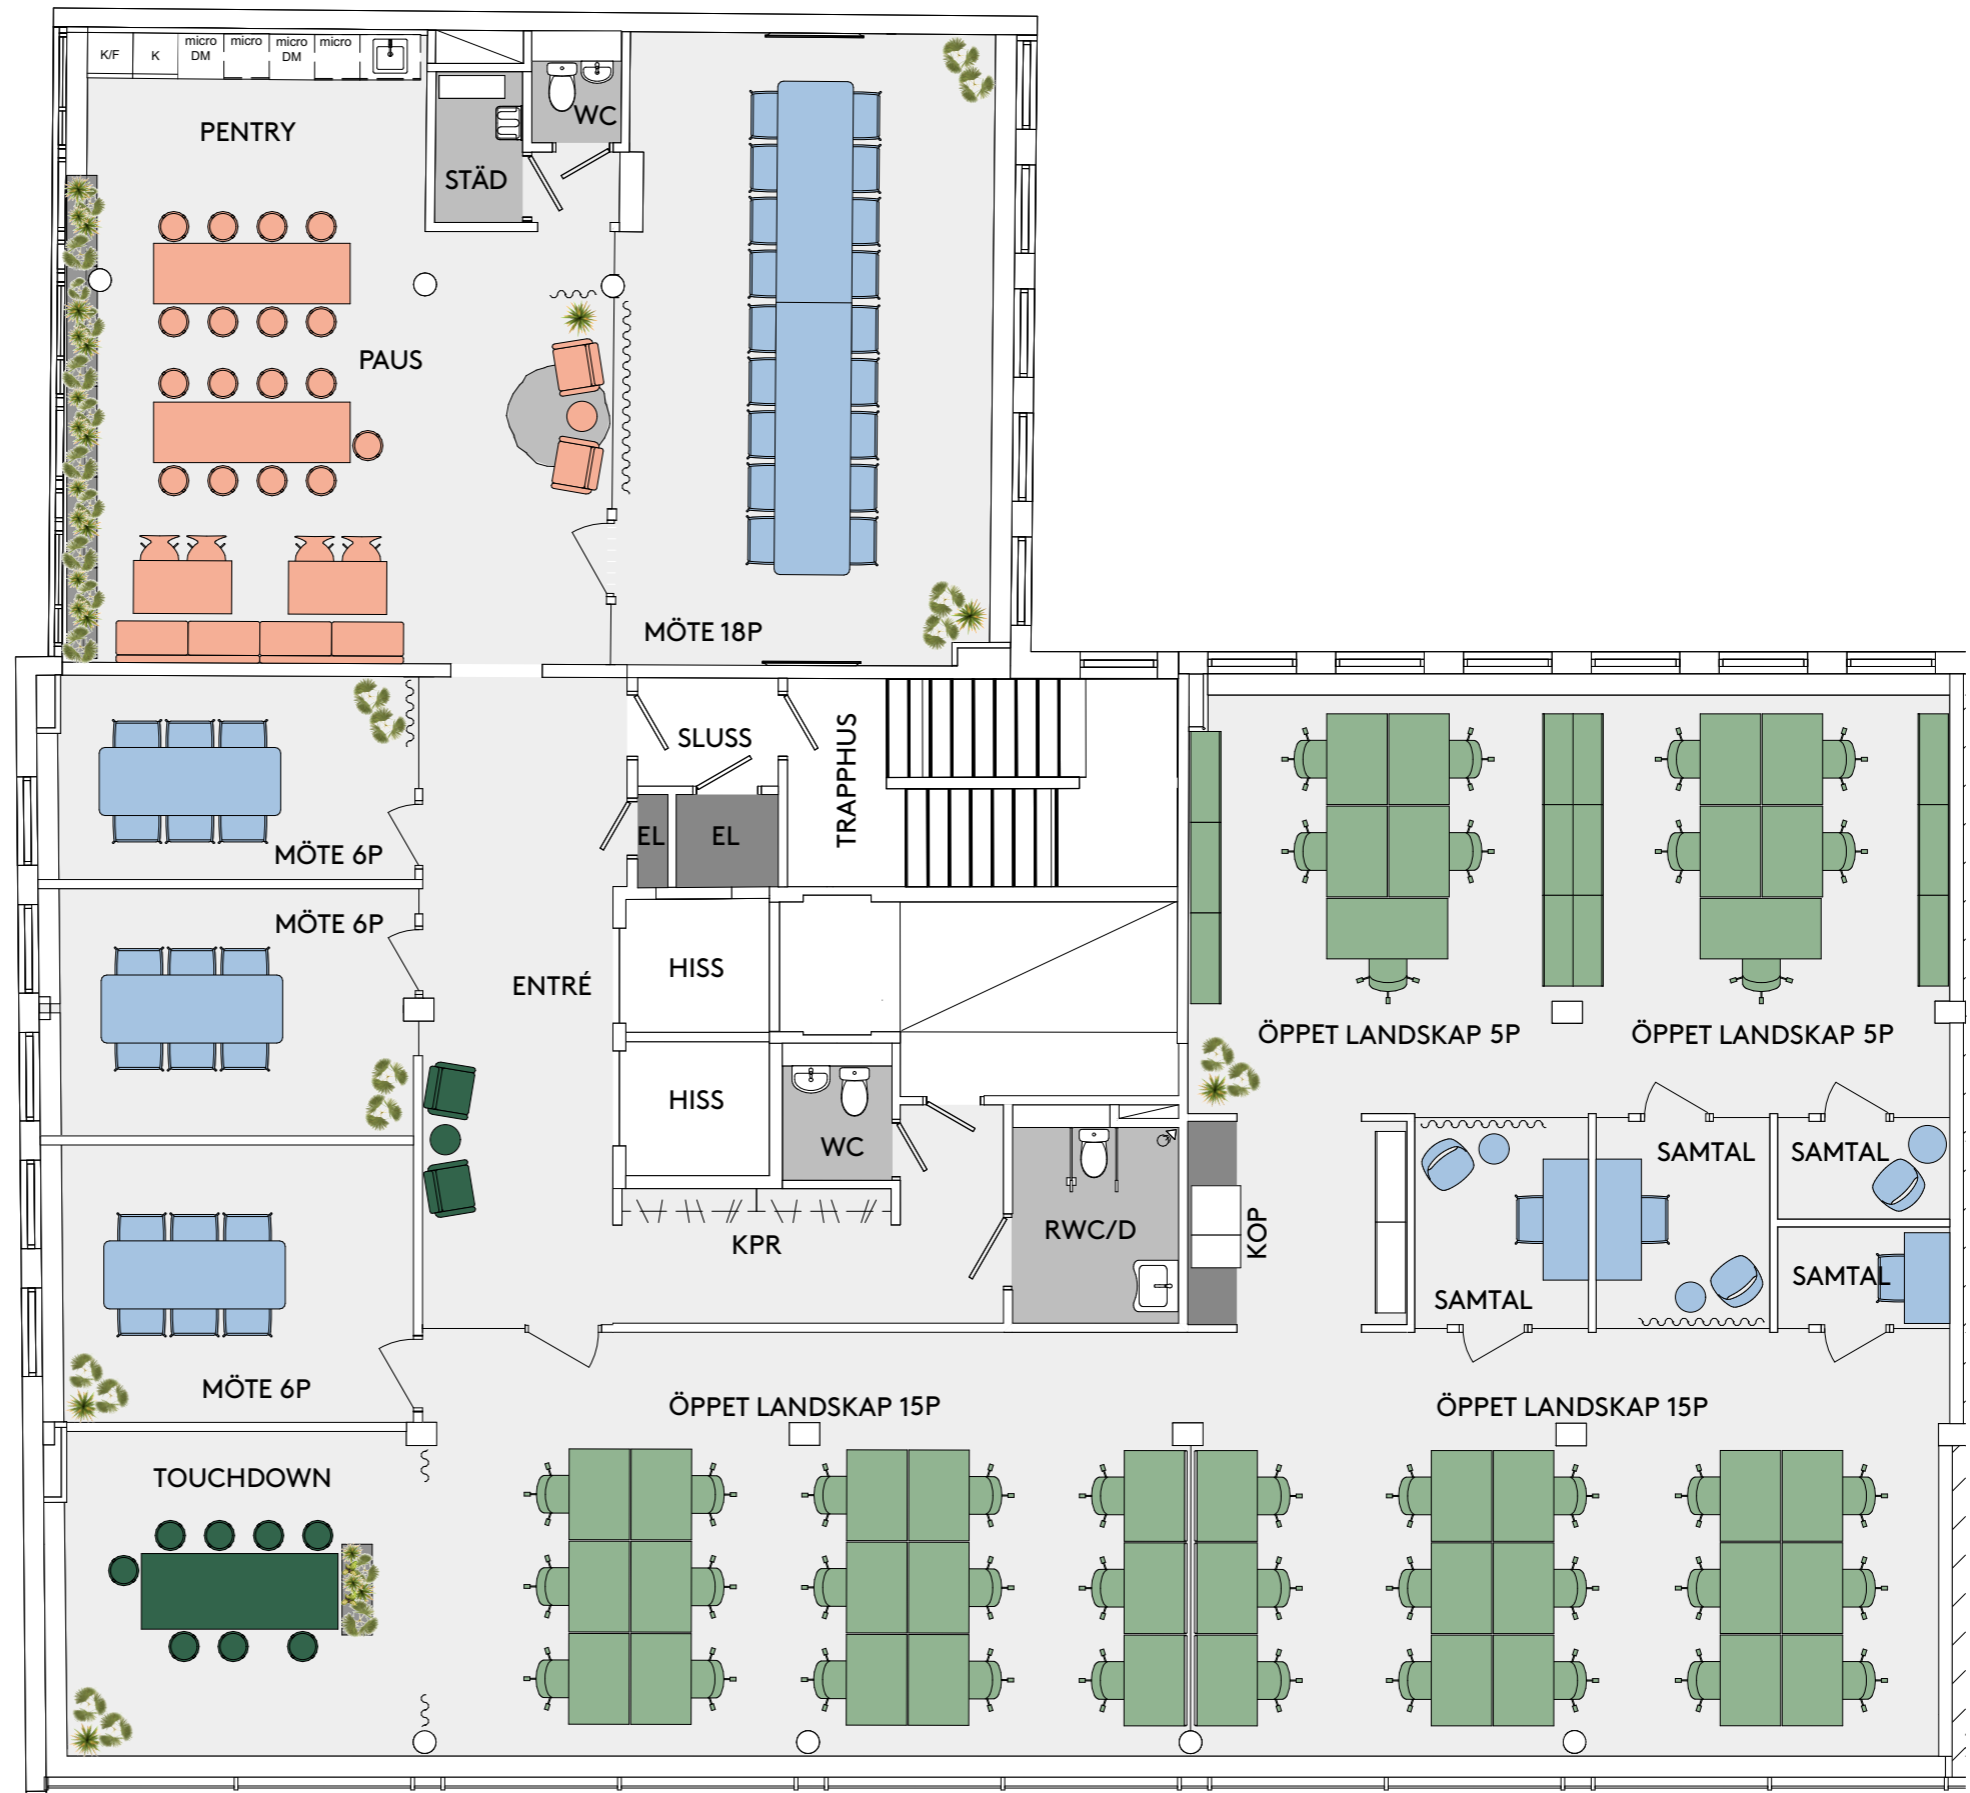 K/F
K
micro
DM
micro
micro
DM
micro
PENTRY
WC
STÄD
PAUS
MÖTE 18P
SLUSS
TRAPPHUS
EL
EL
MÖTE 6P
MÖTE 6P
ENTRÉ
HISS
HISS
ÖPPET LANDSKAP 5P
ÖPPET LANDSKAP 5P
WC
SAMTAL
SAMTAL
KPR
RWC/D
KOP
SAMTAL
SAMTAL
MÖTE 6P
ÖPPET LANDSKAP 15P
ÖPPET LANDSKAP 15P
TOUCHDOWN